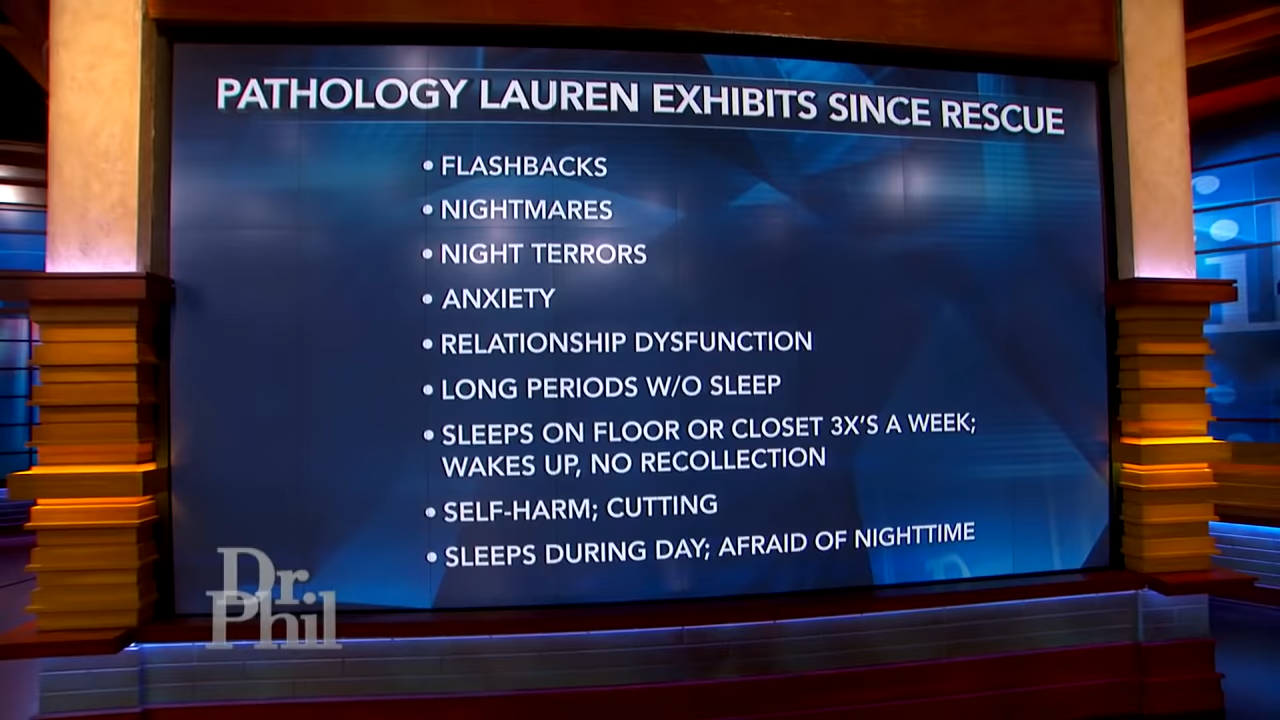 PATHOLOGY LAUREN EXHIBITS SINCE RESCUE
• FLASHBACKS
• NIGHTMARES
• NIGHT TERRORS
• ANXIETY
• RELATIONSHIP DYSFUNCTION
• LONG PERIODS W/O SLEEP
• SLEEPS ON FLOOR OR CLOSET 3X'S A WEEK;
WAKES UP, NO RECOLLECTION
• SELF-HARM; CUTTING
• SLEEPS DURING DAY; AFRAID OF NIGHTTIME
Dr.
Phil